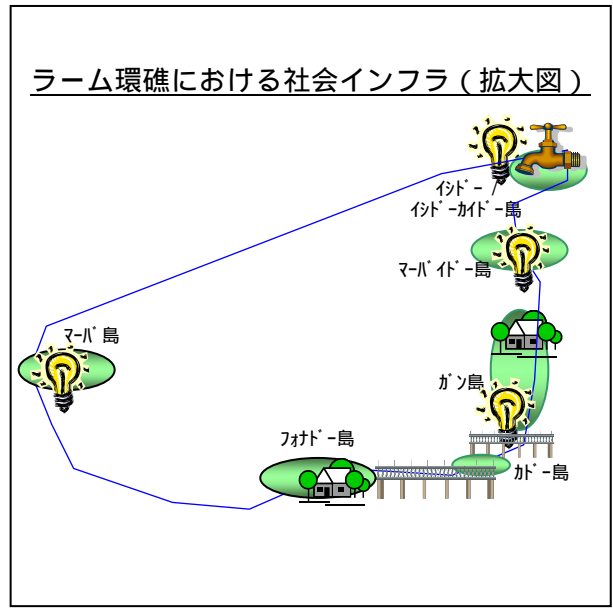 ラーム環礁における社会インフラ(拡大図)
ｲｼﾄﾞｰ /
ｲｼﾄﾞｰｶｲﾄﾞｰ島
ﾏｰﾊﾞｲﾄﾞｰ島
ﾏｰﾊﾞ島
ｶﾞﾝ島
ﾌｫﾅﾄﾞｰ島
ｶﾄﾞｰ島